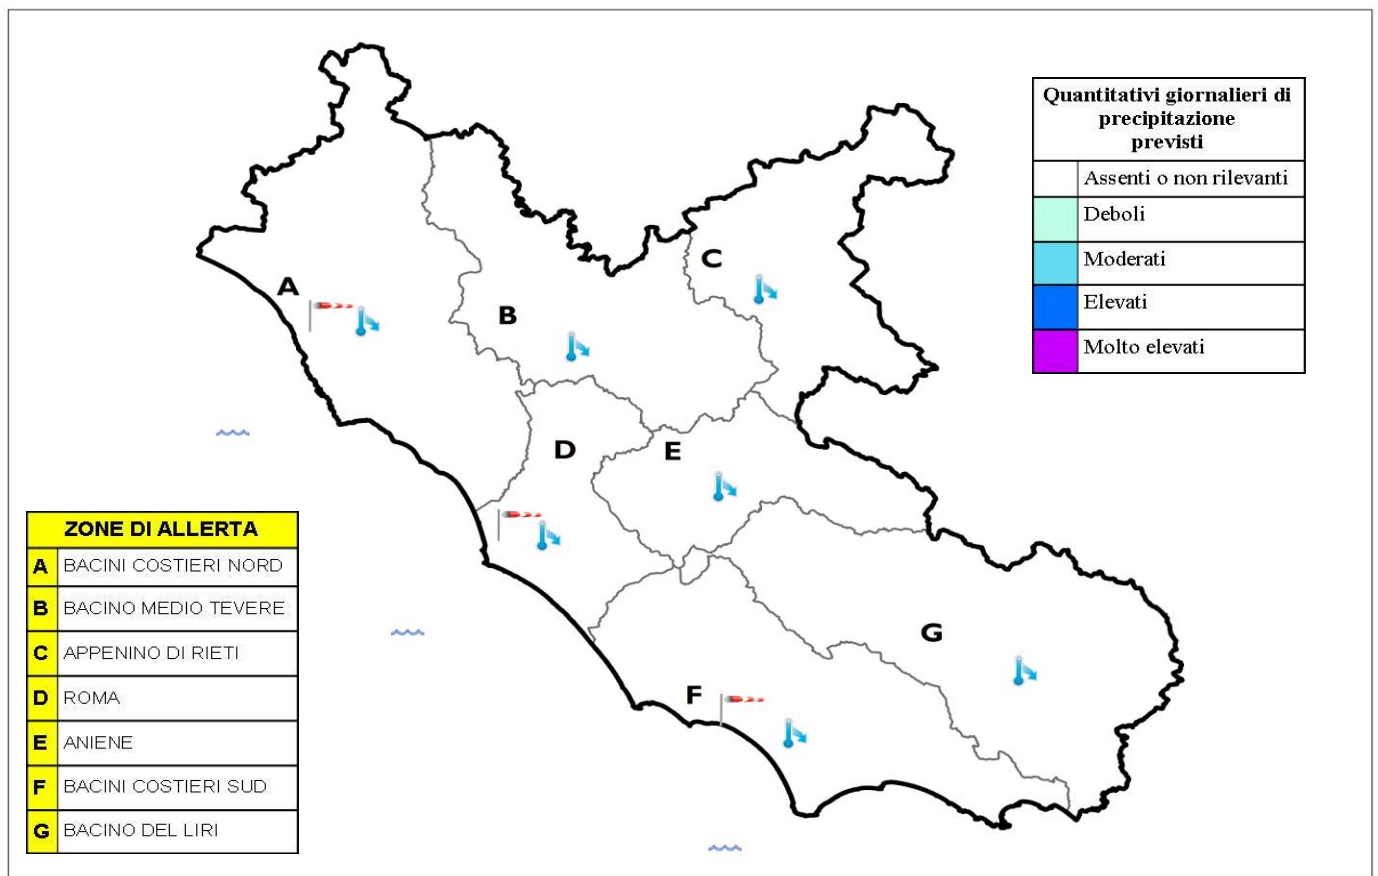 Quantitativi giornalieri di
precipitazione
previsti
Assenti o non rilevanti
Deboli
Moderati
Elevati
Molto elevati
A
B
C
D
E
F
G
ZONE DI ALLERTA
A BACINI COSTIERI NORD
B BACINO MEDIO TEVERE
C APPENINO DI RIETI
D ROMA
E ANIENE
F BACINI COSTIERI SUD
G BACINO DEL LIRI